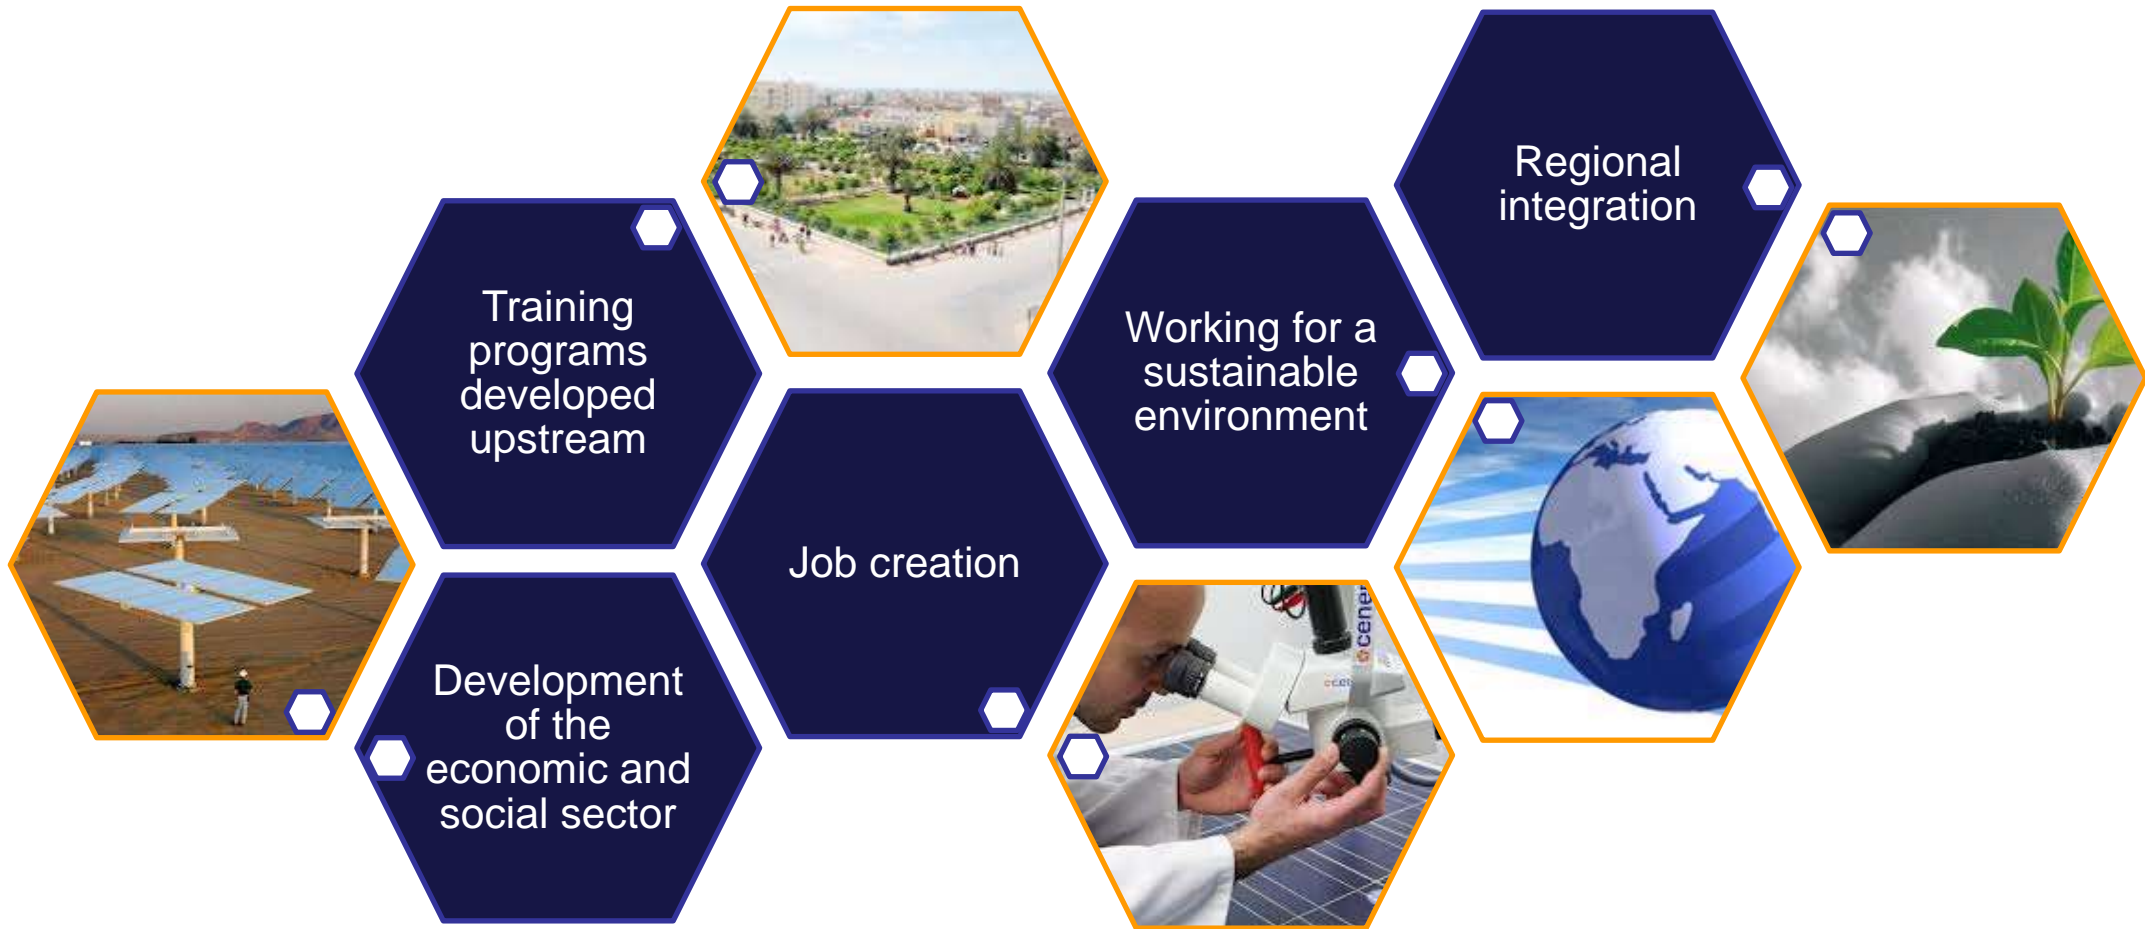 Training
programs
developed
upstream
Development
of the
economic and
social sector
Job creation
Working for a
sustainable
environment
Regional
integration